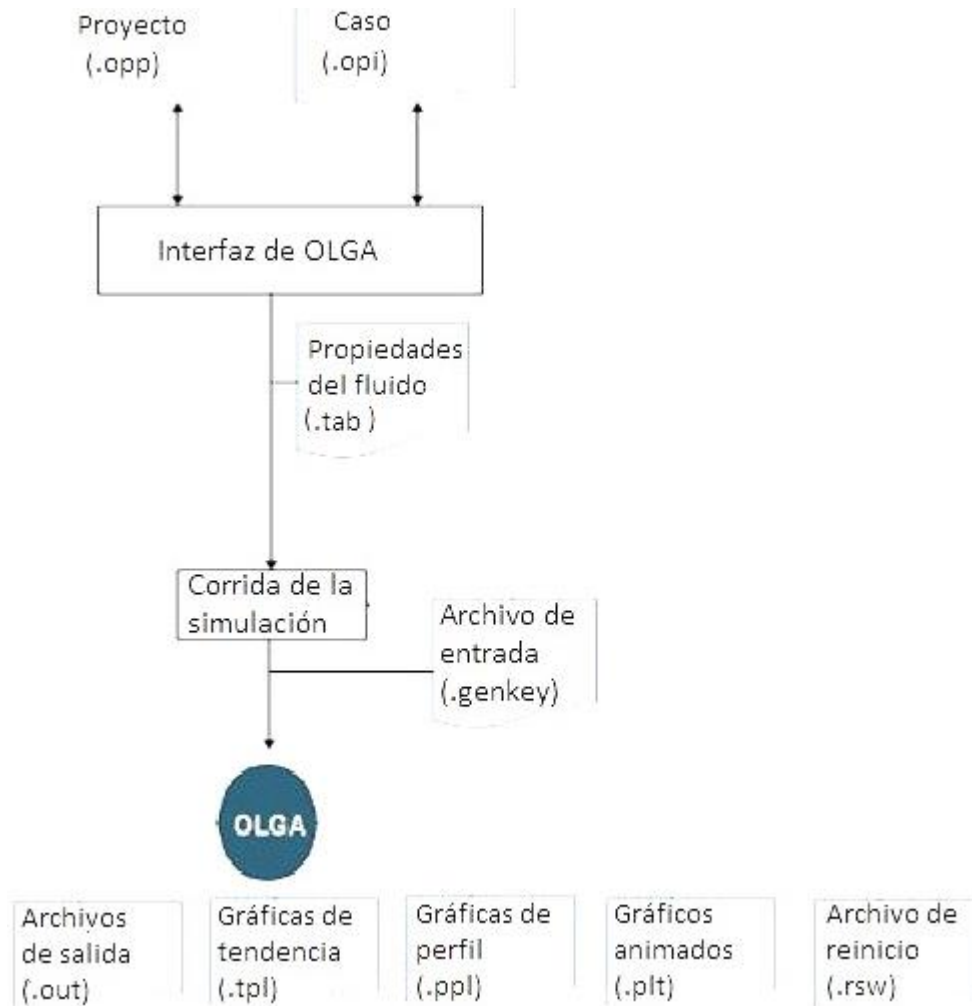 Proyecto
(.opp)
Caso
(.opi)
Interfaz de OLGA
Propiedades
del fluido
(.tab )
Corrida de la
simulación
Archivo de
entrada
(.genkey)
OLGA
Archivos
de salida
(.out)
Gráficas de
tendencia
(.tpl)
Gráficas de
perfil
(.ppl)
Gráficos
animados
(.plt)
Archivo de
reinicio
(.rsw)